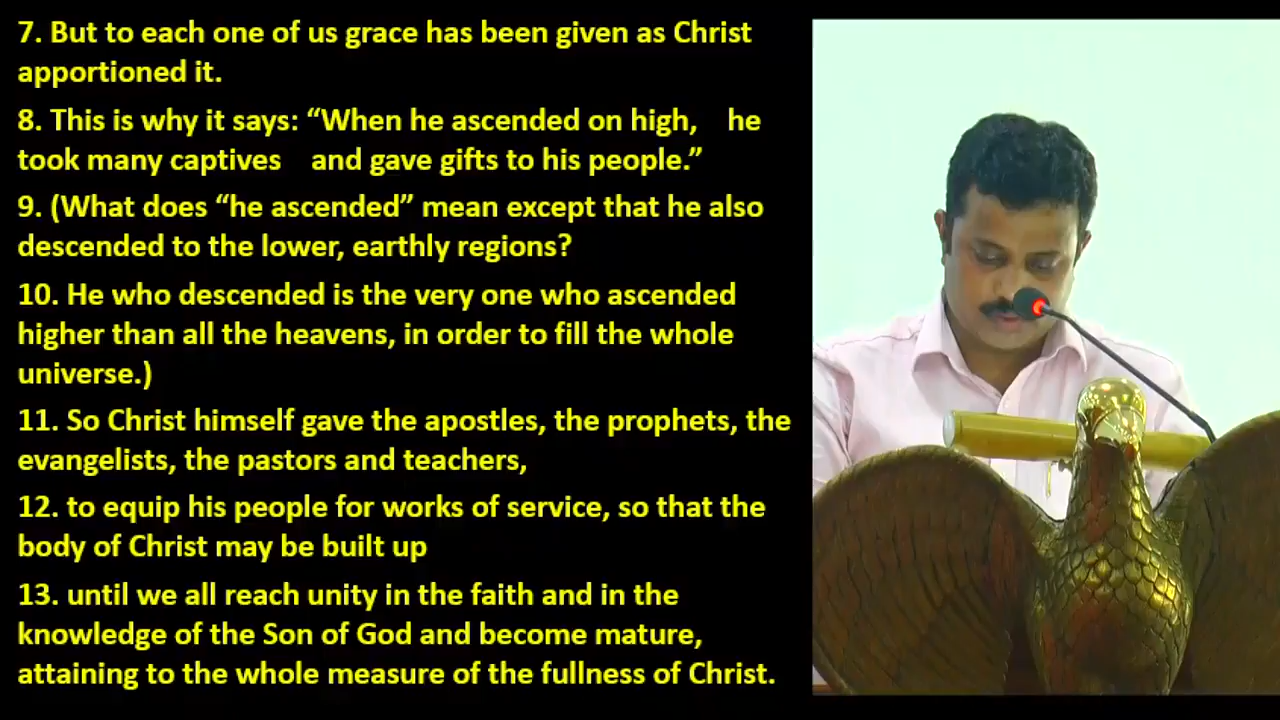 7. But to each one of us grace has been given as Christ
apportioned it.
8. This is why it says: “When he ascended on high,    he
took many captives    and gave gifts to his people.”
9. (What does “he ascended” mean except that he also
descended to the lower, earthly regions?
10. He who descended is the very one who ascended
higher than all the heavens, in order to fill the whole
universe.)
11. So Christ himself gave the apostles, the prophets, the
evangelists, the pastors and teachers,
12. to equip his people for works of service, so that the
body of Christ may be built up
13. until we all reach unity in the faith and in the
knowledge of the Son of God and become mature,
attaining to the whole measure of the fullness of Christ.